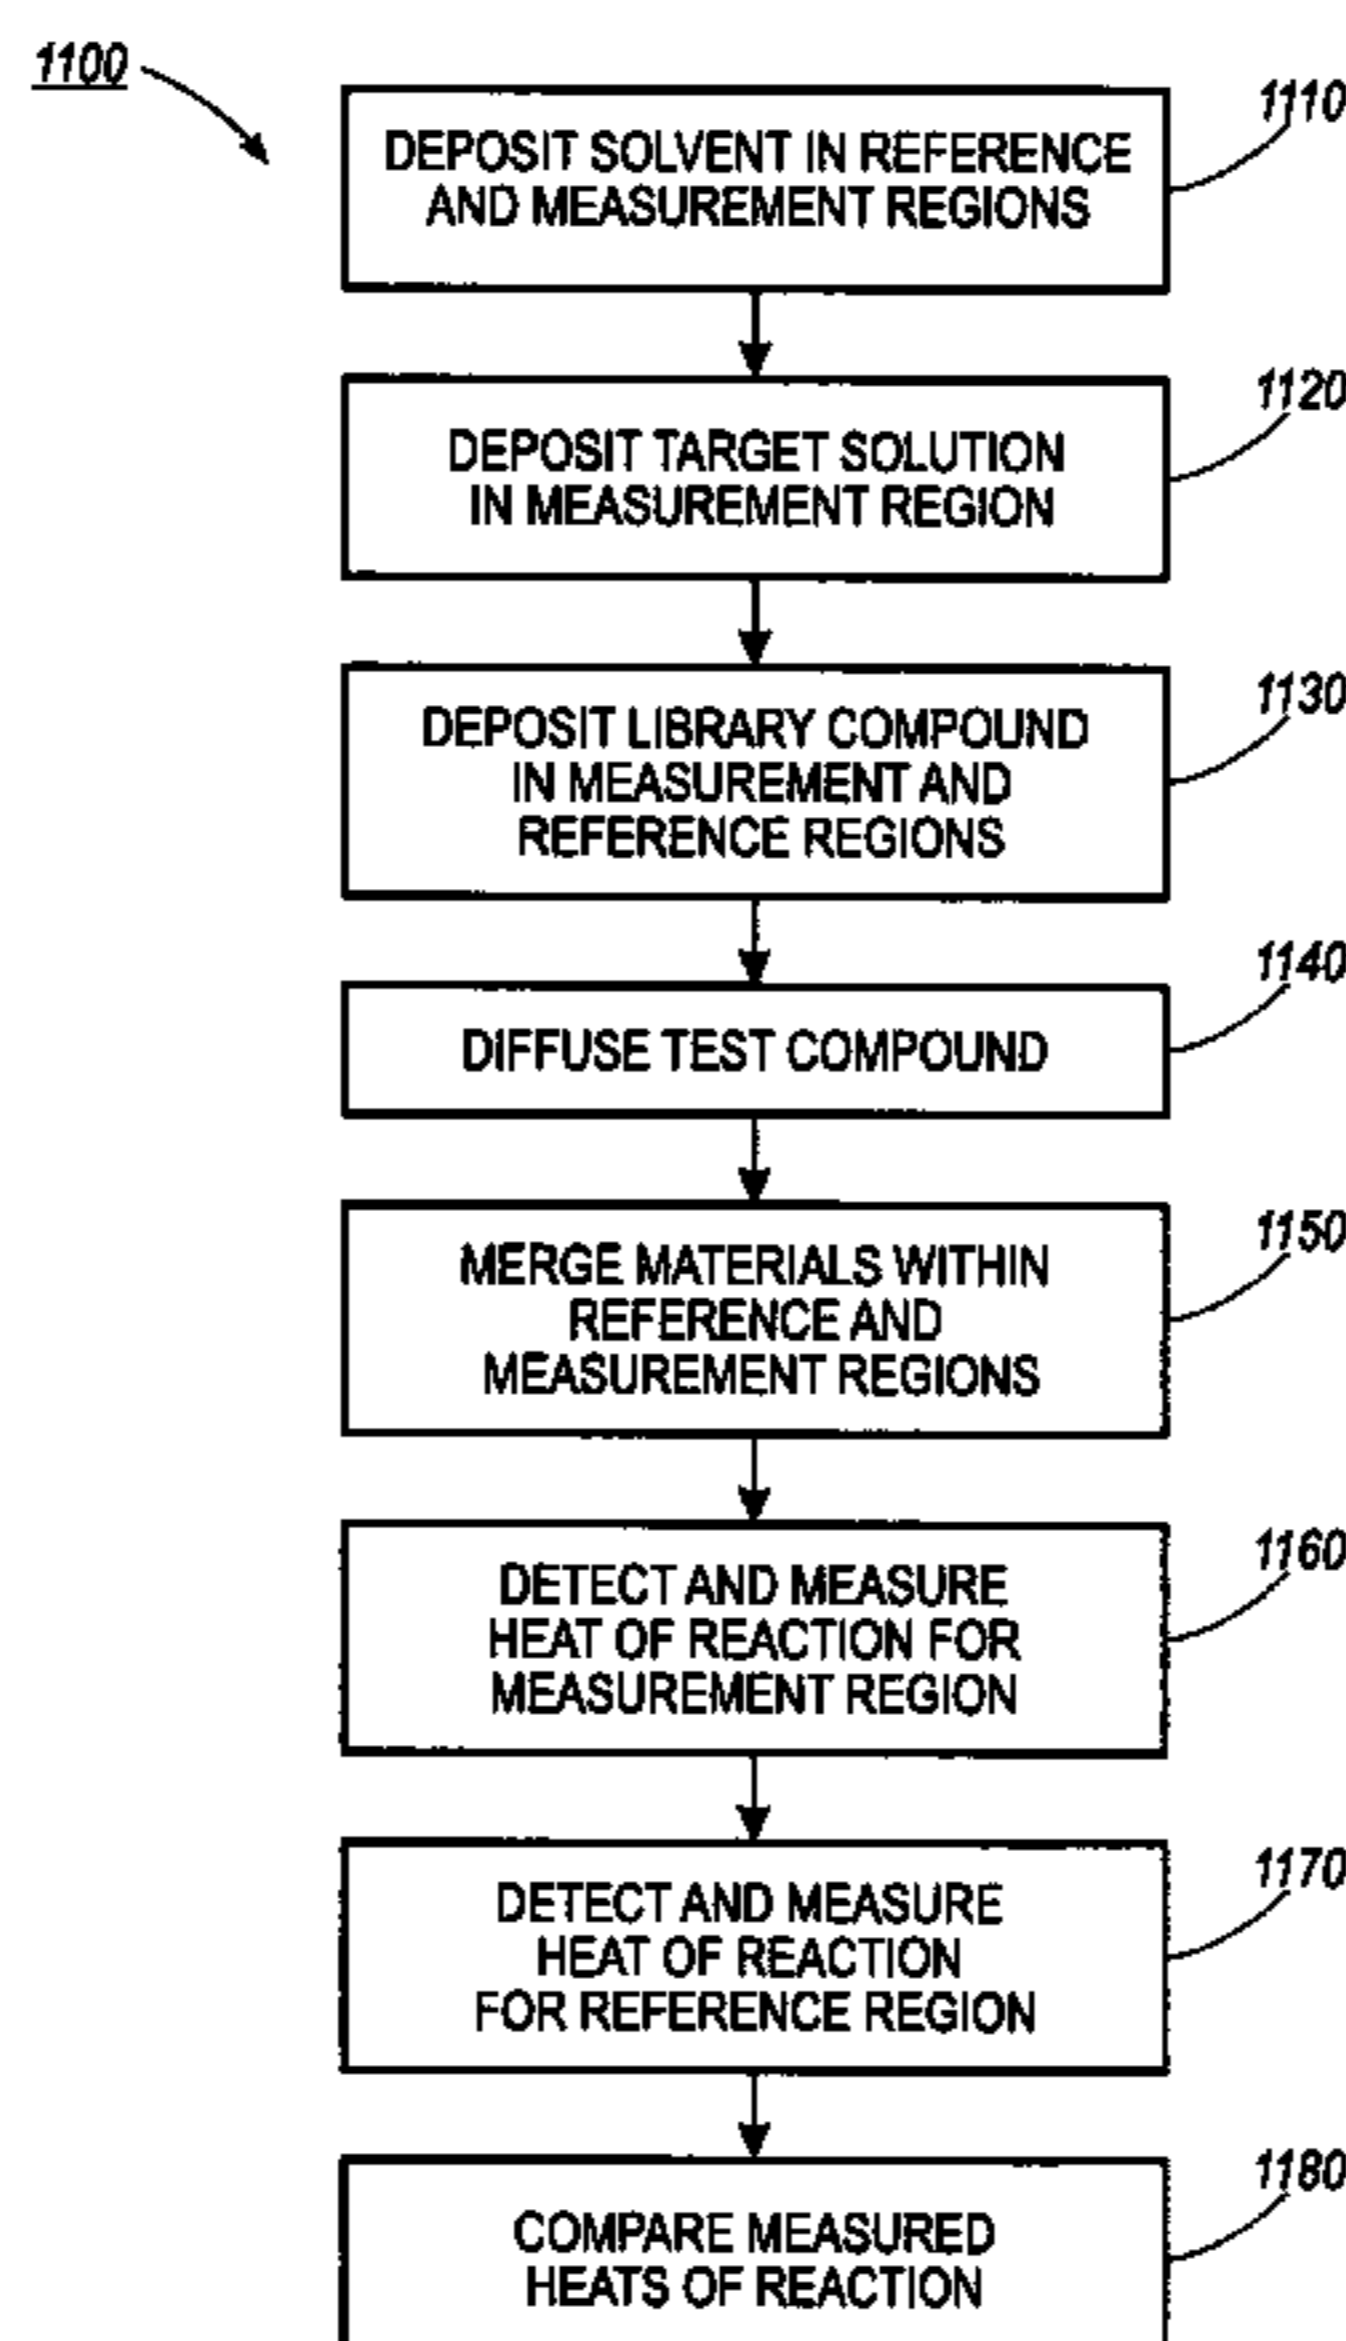 1100
1110
DEPOSIT SOLVENT IN REFERENCE
AND MEASUREMENT REGIONS
1120
DEPOSIT TARGET SOLUTION
IN MEASUREMENT REGION
1130
DEPOSIT LIBRARY COMPOUND
IN MEASUREMENT AND
REFERENCE REGIONS
1140
DIFFUSE TEST COMPOUND
1150
MERGE MATERIALS WITHIN
REFERENCE AND
MEASUREMENT REGIONS
1160
DETECT AND MEASURE
HEAT OF REACTION FOR
MEASUREMENT REGION
1170
DETECT AND MEASURE
HEAT OF REACTION
FOR REFERENCE REGION
1180
COMPARE MEASURED
HEATS OF REACTION